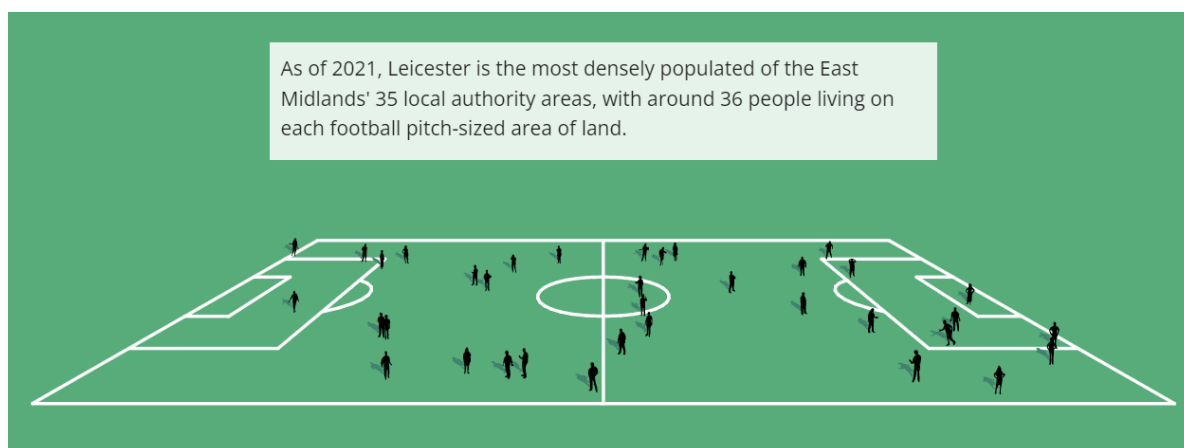 As of 2021, Leicester is the most densely populated of the East
Midlands' 35 local authority areas, with around 36 people living on
each football pitch-sized area of land.